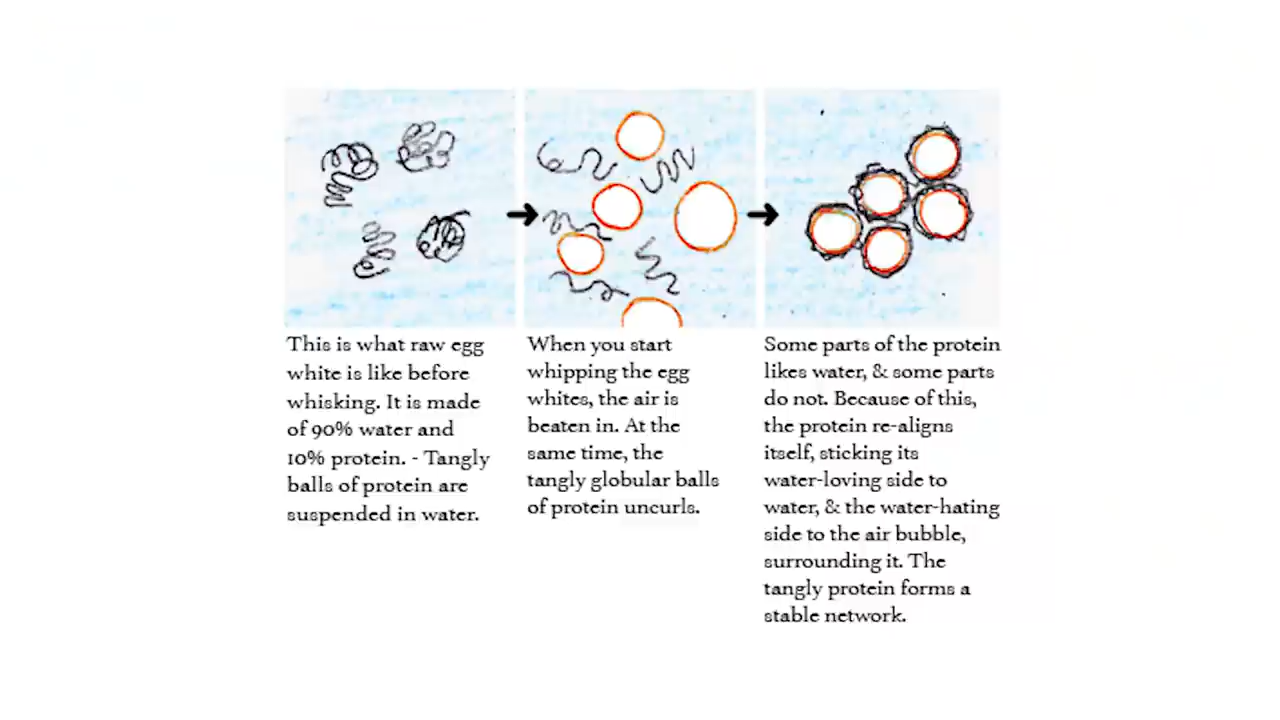 This is what raw egg
white is like before
whisking. It is made
of 90% water and
10% protein. - Tangly
balls of protein are
suspended in water.
When you start
whipping the egg
whites, the air is
beaten in. At the
same time, the
tangly globular balls
of protein uncurls.
Some parts of the protein
likes water, & some parts
do not. Because of this,
the protein re-aligns
itself, sticking its
water-loving side to
water, & the water-hating
side to the air bubble,
surrounding it. The
tangly protein forms a
stable network.